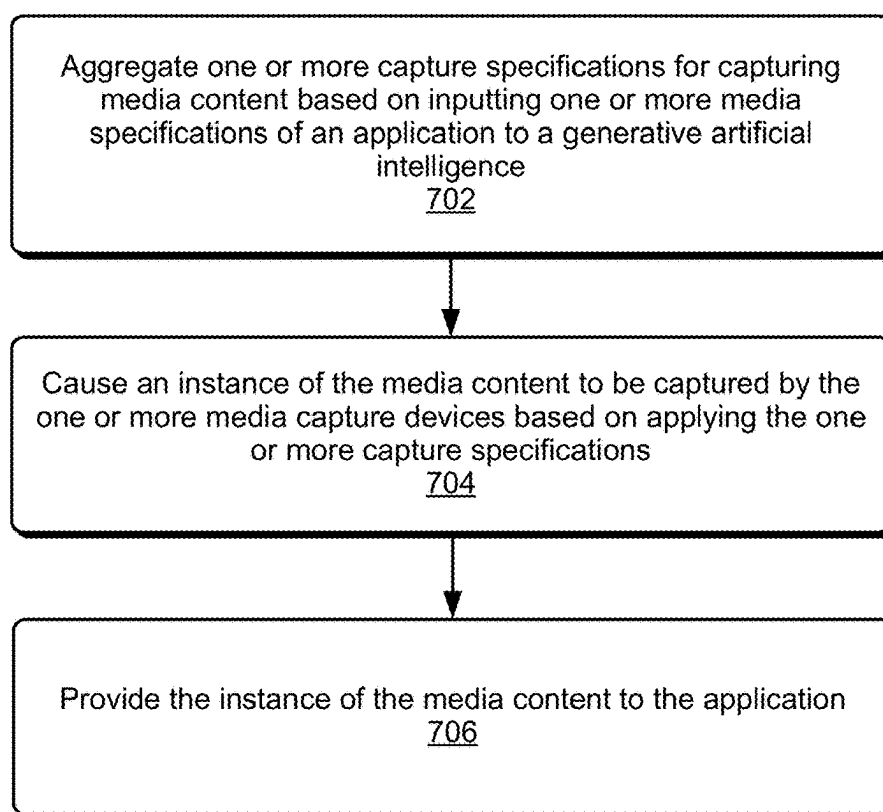 Aggregate one or more capture specifications for capturing
media content based on inputting one or more media
specifications of an application to a generative artificial
intelligence
702
Cause an instance of the media content to be captured by the
one or more media capture devices based on applying the one
or more capture specifications
704
Provide the instance of the media content to the application
706